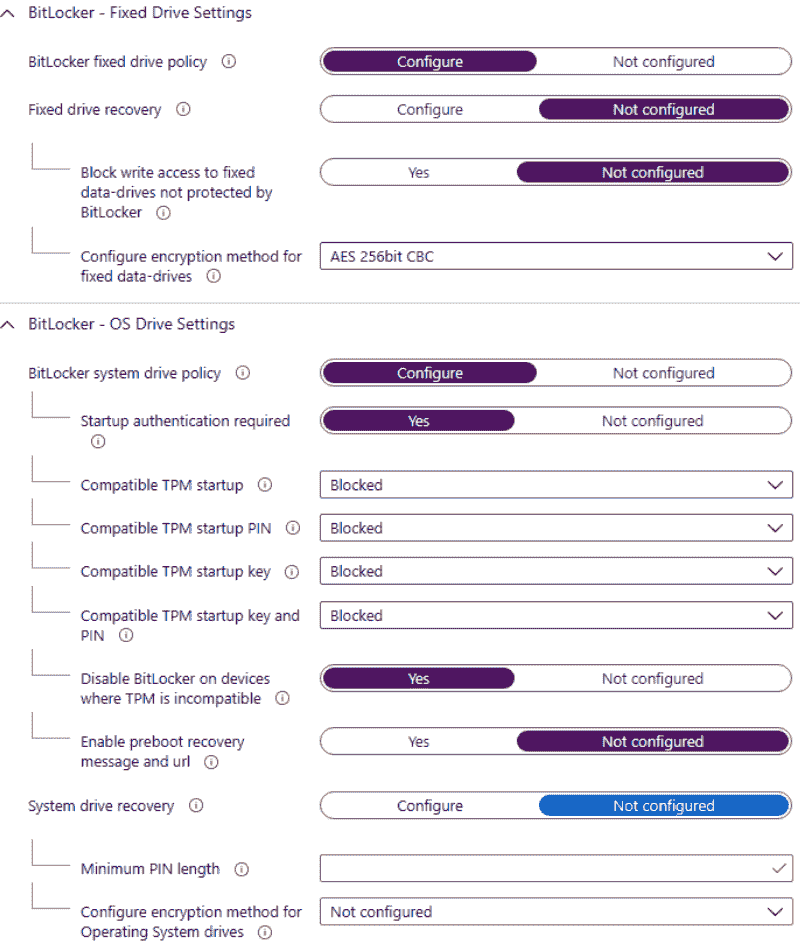 BitLocker - Fixed Drive Settings
BitLocker fixed drive policy
Configure
Not configured
Fixed drive recovery
Configure
Not configured
Block write access to fixed
data-drives not protected by
BitLocker
Yes
Not configured
Configure encryption method for
fixed data-drives
AES 256bit CBC
BitLocker - OS Drive Settings
BitLocker system drive policy
Configure
Not configured
Startup authentication required
Yes
Not configured
Compatible TPM startup
Blocked
Compatible TPM startup PIN
Blocked
Compatible TPM startup key
Blocked
Compatible TPM startup key and
PIN
Blocked
Disable BitLocker on devices
where TPM is incompatible
Yes
Not configured
Enable preboot recovery
message and url
Yes
Not configured
System drive recovery
Configure
Not configured
Minimum PIN length
Configure encryption method for
Operating System drives
Not configured